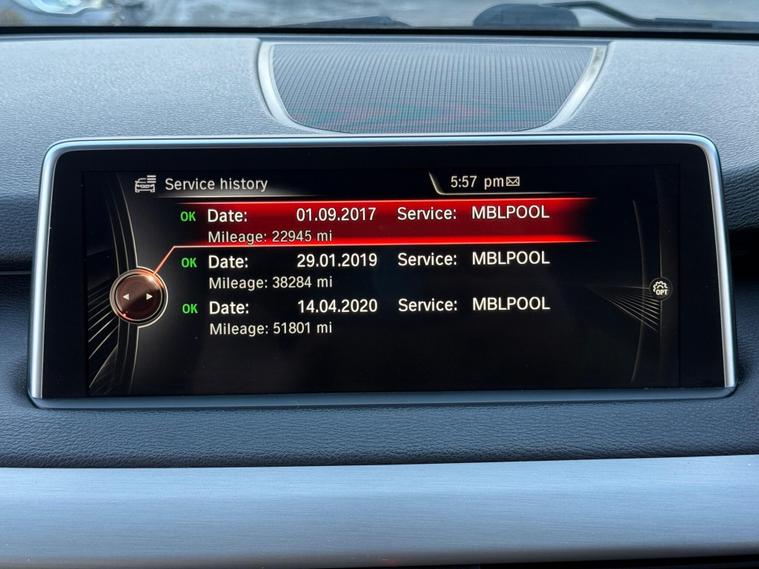 Service history 5:57 pm
OK Date: 01.09.2017 Service: MBLPOOL
Mileage: 22945 mi
OK Date: 29.01.2019 Service: MBLPOOL
Mileage: 38284 mi
OK Date: 14.04.2020 Service: MBLPOOL
Mileage: 51801 mi
OPT